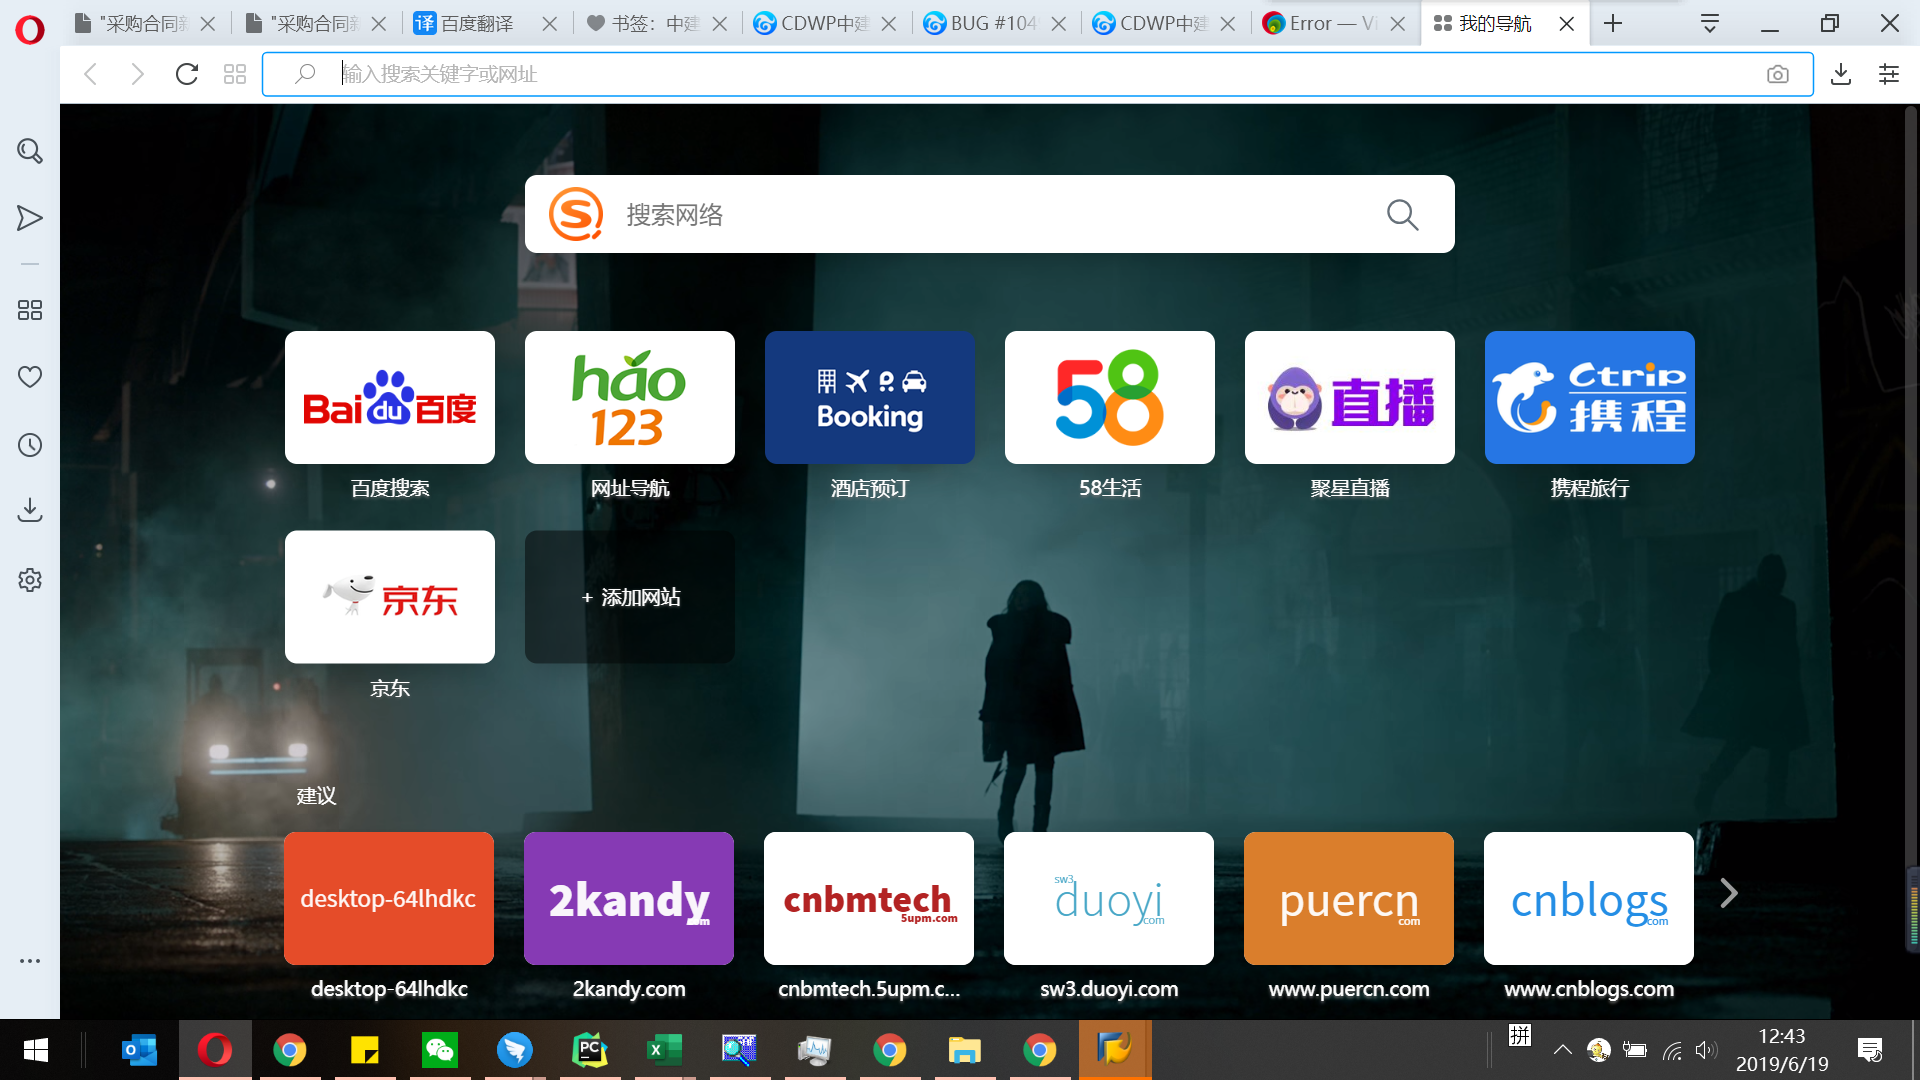 "采购合同新
"采购合同新
译 百度翻译
书签：中建
CDWP中建
BUG #104
CDWP中建
Error — Vi
我的导航
输入搜索关键字或网址
S 搜索网络
Bai du 百度
hao 123
Booking
58
直播
Ctrip 携程
百度搜索
网址导航
酒店预订
58生活
聚星直播
携程旅行
京东
+ 添加网站
京东
建议
desktop-64lhdkc
2kandy
.com
cnbmtech
5upm.com
sw3.
duoyi
.com
puercn
.com
cnblogs
.com
desktop-64lhdkc
2kandy.com
cnbmtech.5upm.c...
sw3.duoyi.com
www.puercn.com
www.cnblogs.com
PC
拼
12:43
2019/6/19